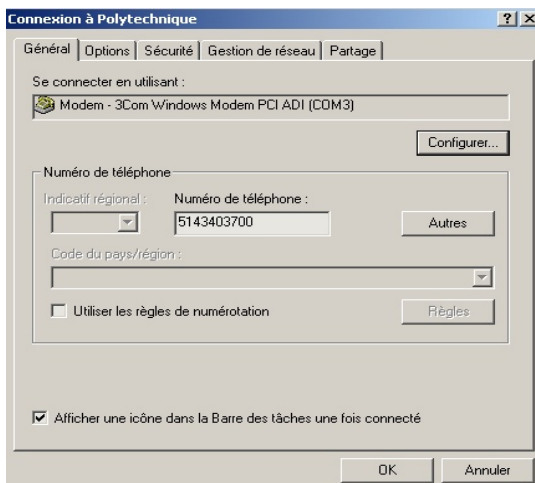 Connexion à Polytechnique
Général Options Sécurité Gestion de réseau Partage
Se connecter en utilisant :
Modem - 3Com Windows Modem PCI ADI (COM3)
Configurer...
Numéro de téléphone
Indicatif régional : Numéro de téléphone :
5143403700 Autres
Code du pays/région :
Utiliser les règles de numérotation Règles
Afficher une icône dans la Barre des tâches une fois connecté
OK Annuler